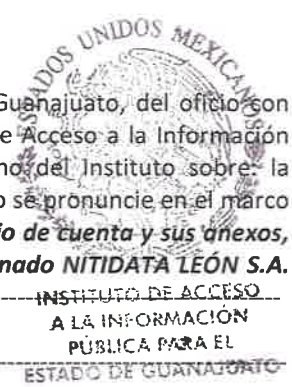 UNIDOS MEXICANOS
Guanajuato, del oficio con
e Acceso a la Información
no del Instituto sobre: la
o se pronuncie en el marco
io de cuenta y sus anexos,
nado NITIDATA LEÓN S.A.
INSTITUTO DE ACCESO
A LA INFORMACIÓN
PÚBLICA PARA EL
ESTADO DE GUANAJUATO